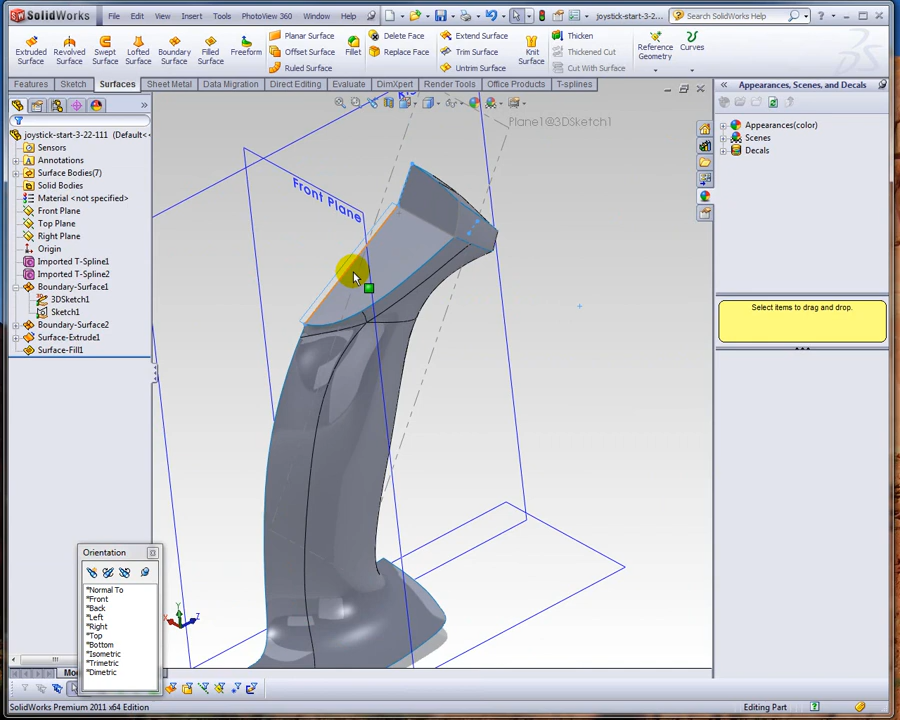 SolidWorks File Edit View Insert Tools PhotoView 360 Window Help joystick-start-3-2... Search SolidWorks Help
Extruded Surface
Revolved Surface
Swept Surface
Lofted Surface
Boundary Surface
Filled Surface
Freeform
Planar Surface
Offset Surface
Ruled Surface
Fillet
Delete Face
Replace Face
Extend Surface
Trim Surface
Untrim Surface
Knit Surface
Thicken
Thickened Cut
Cut With Surface
Reference Geometry
Curves
Features Sketch Surfaces Sheet Metal Data Migration Direct Editing Evaluate DimXpert Render Tools Office Products T-splines
Appearances, Scenes, and Decals
joystick-start-3-22-111 (Default<
Sensors
Annotations
Surface Bodies(7)
Solid Bodies
Material <not specified>
Front Plane
Top Plane
Right Plane
Origin
Imported T-Spline1
Imported T-Spline2
Boundary-Surface1
3DSketch1
Sketch1
Boundary-Surface2
Surface-Extrude1
Surface-Fill1
Plane1@3DSketch1
Front Plane
Appearances(color)
Scenes
Decals
Select items to drag and drop.
Orientation
*Normal To
*Front
*Back
*Left
*Right
*Top
*Bottom
*Isometric
*Trimetric
*Dimetric
SolidWorks Premium 2011 x64 Edition
Editing Part